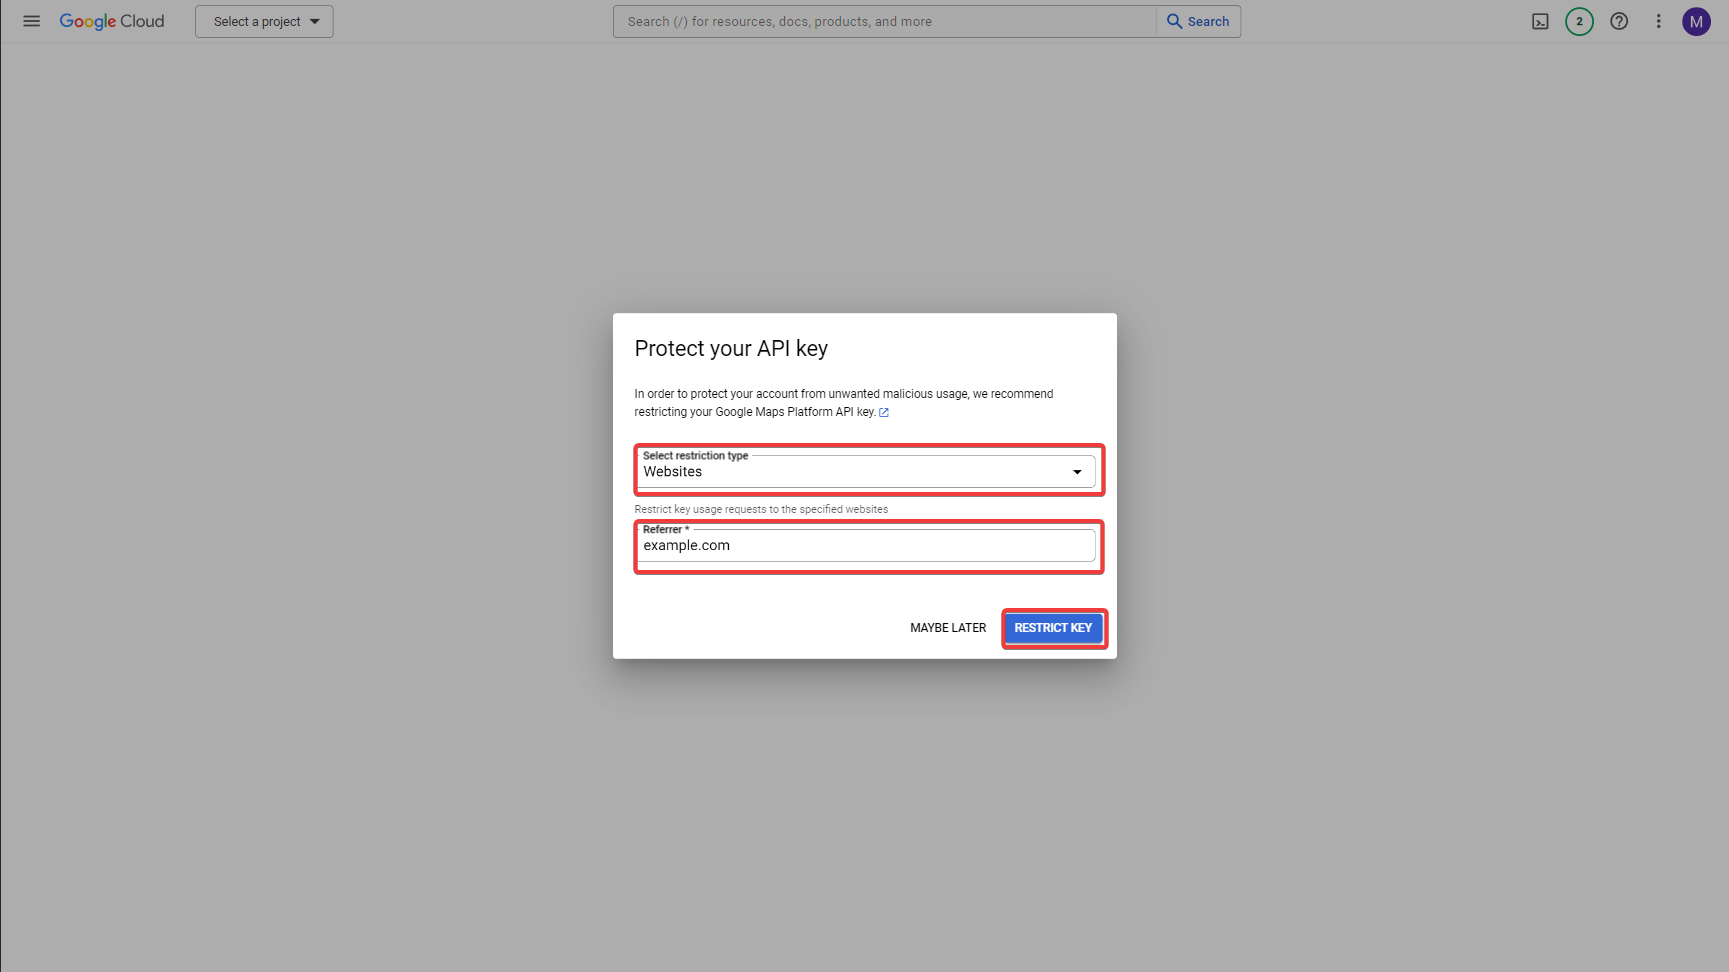 Google Cloud
Select a project
Search (/) for resources, docs, products, and more
Search
2
M
Protect your API key
In order to protect your account from unwanted malicious usage, we recommend
restricting your Google Maps Platform API key.
Select restriction type
Websites
Restrict key usage requests to the specified websites
Referrer *
example.com
MAYBE LATER
RESTRICT KEY